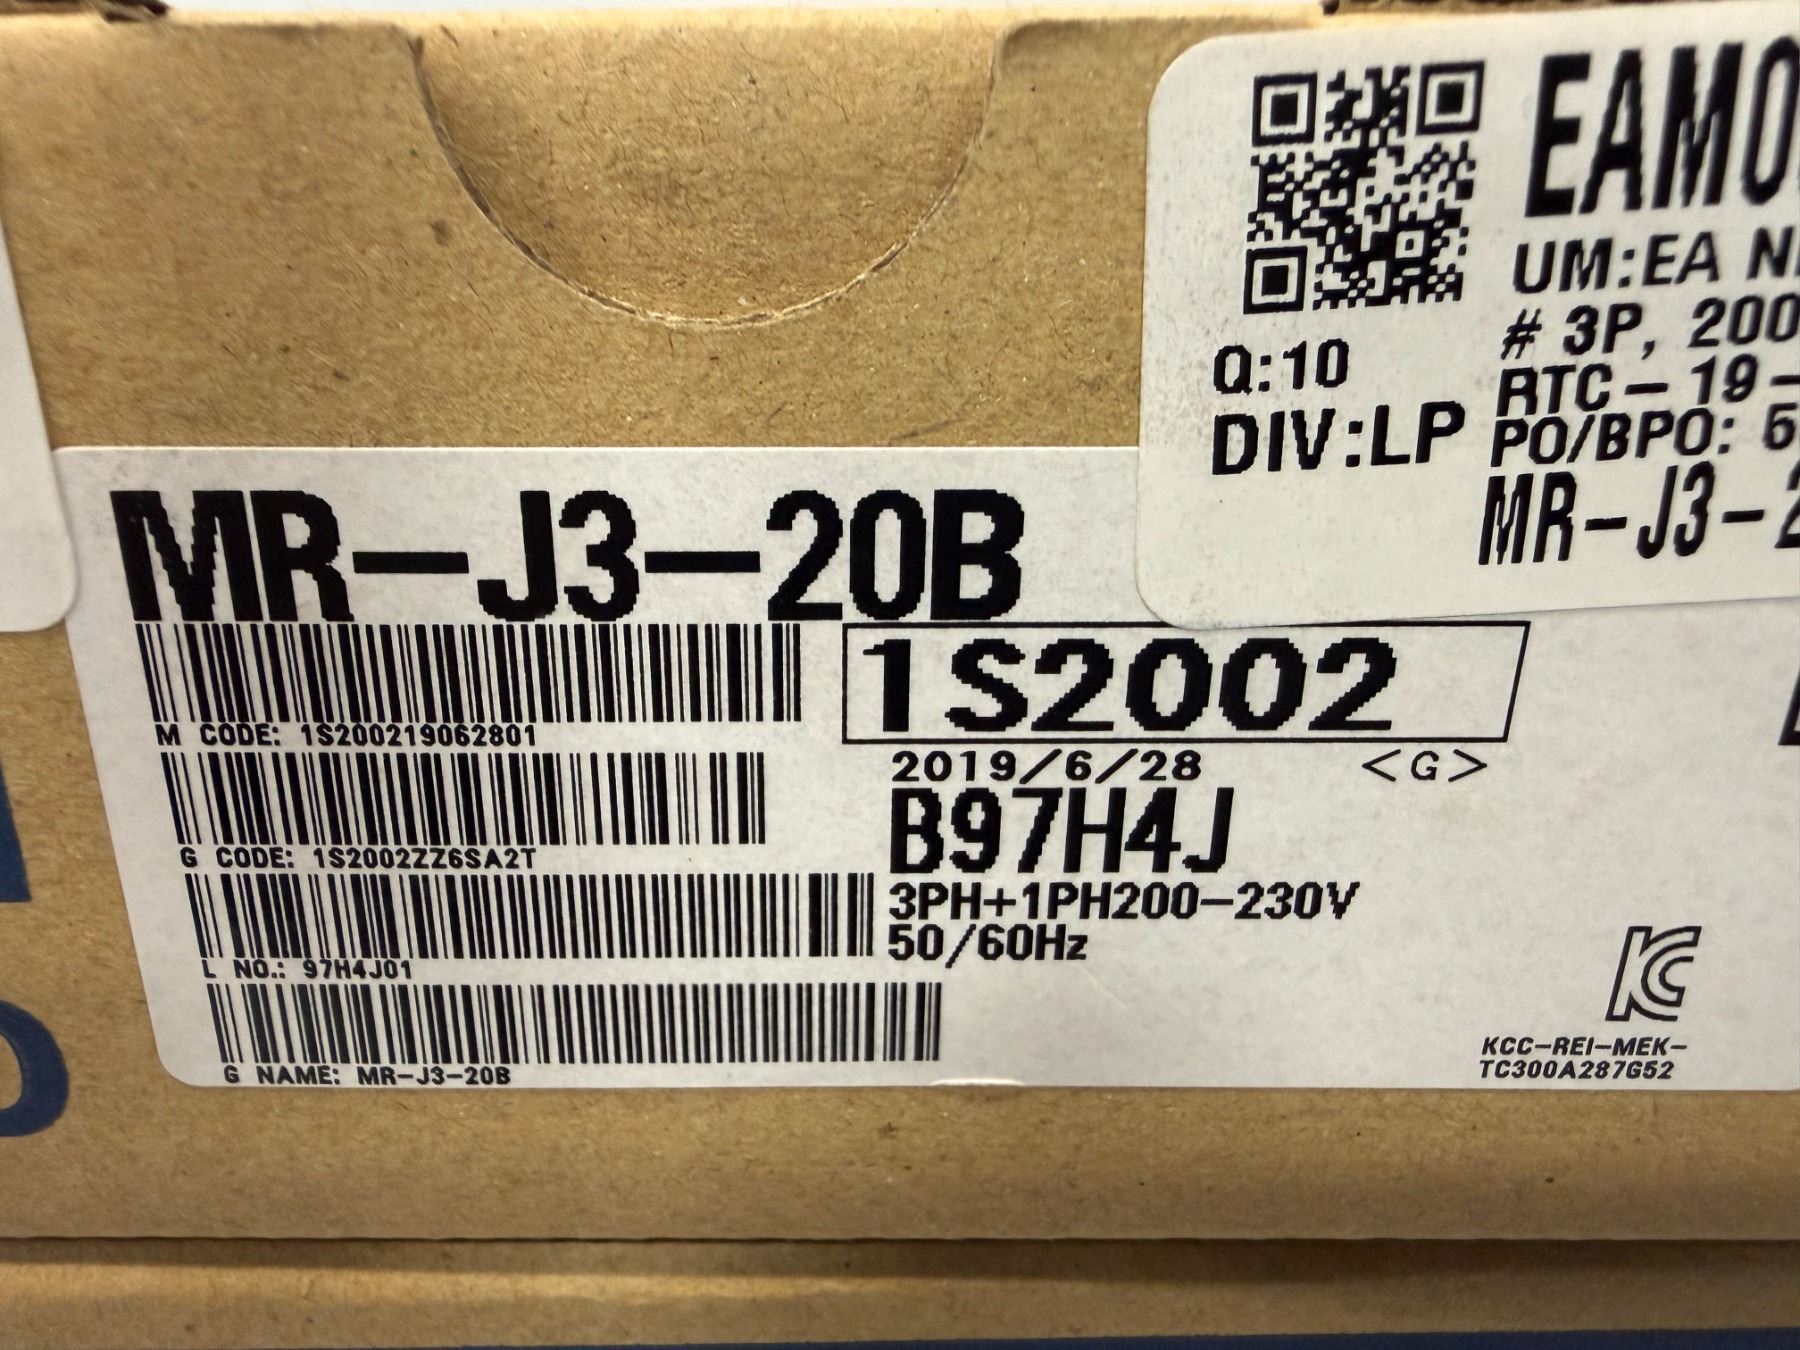 EAMO
UM:EA N
# 3P, 200
Q:10
RTC-19-
DIV:LP
PO/BPO: 5
MR-J3-2
MR-J3-20B
1S2002
M CODE: 1S200219062801
2019/6/28 <G>
B97H4J
G CODE: 1S2002ZZ6SA2T
3PH+1PH200-230V
50/60Hz
L NO.: 97H4J01
KC
KCC-REI-MEK-
TC300A287G52
G NAME: MR-J3-20B